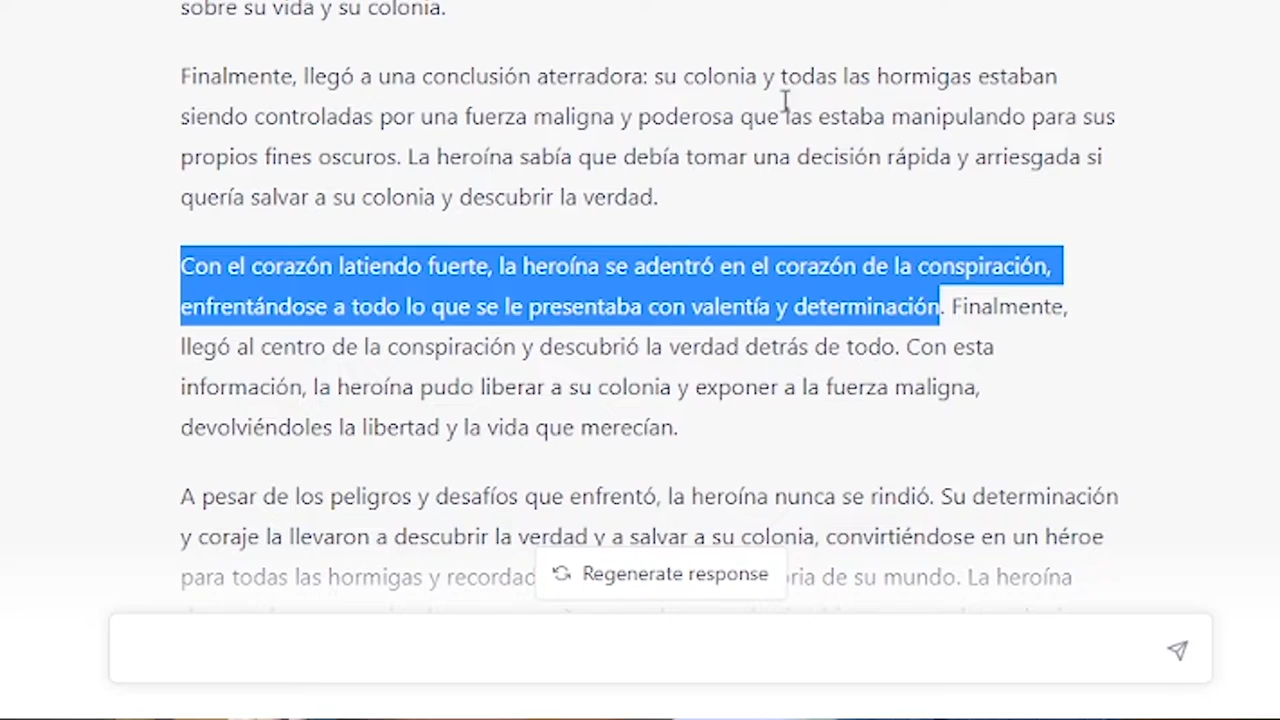 sobre su vida y su colonia.
Finalmente, llegó a una conclusión aterradora: su colonia y todas las hormigas estaban
siendo controladas por una fuerza maligna y poderosa que las estaba manipulando para sus
propios fines oscuros. La heroína sabía que debía tomar una decisión rápida y arriesgada si
quería salvar a su colonia y descubrir la verdad.
Con el corazón latiendo fuerte, la heroína se adentró en el corazón de la conspiración,
enfrentándose a todo lo que se le presentaba con valentía y determinación. Finalmente,
llegó al centro de la conspiración y descubrió la verdad detrás de todo. Con esta
información, la heroína pudo liberar a su colonia y exponer a la fuerza maligna,
devolviéndoles la libertad y la vida que merecían.
A pesar de los peligros y desafíos que enfrentó, la heroína nunca se rindió. Su determinación
y coraje la llevaron a descubrir la verdad y a salvar a su colonia, convirtiéndose en un héroe
para todas las hormigas y de su mundo. La heroína
Regenerate response